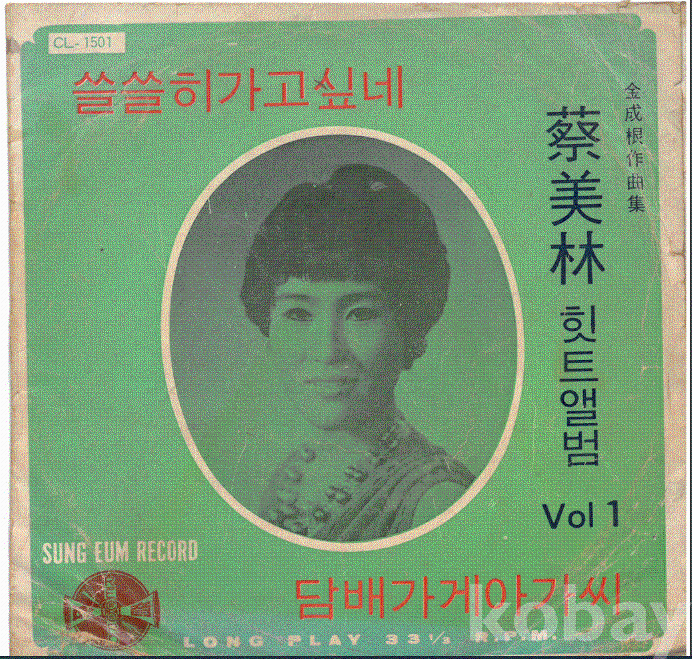 CL-1501
쓸쓸히가고싶네
金成根作曲集
蔡美林 힛트앨범
Vol 1
SUNG EUM RECORD
담배가게아가씨
LONG PLAY 33⅓ R.P.M.
kobay